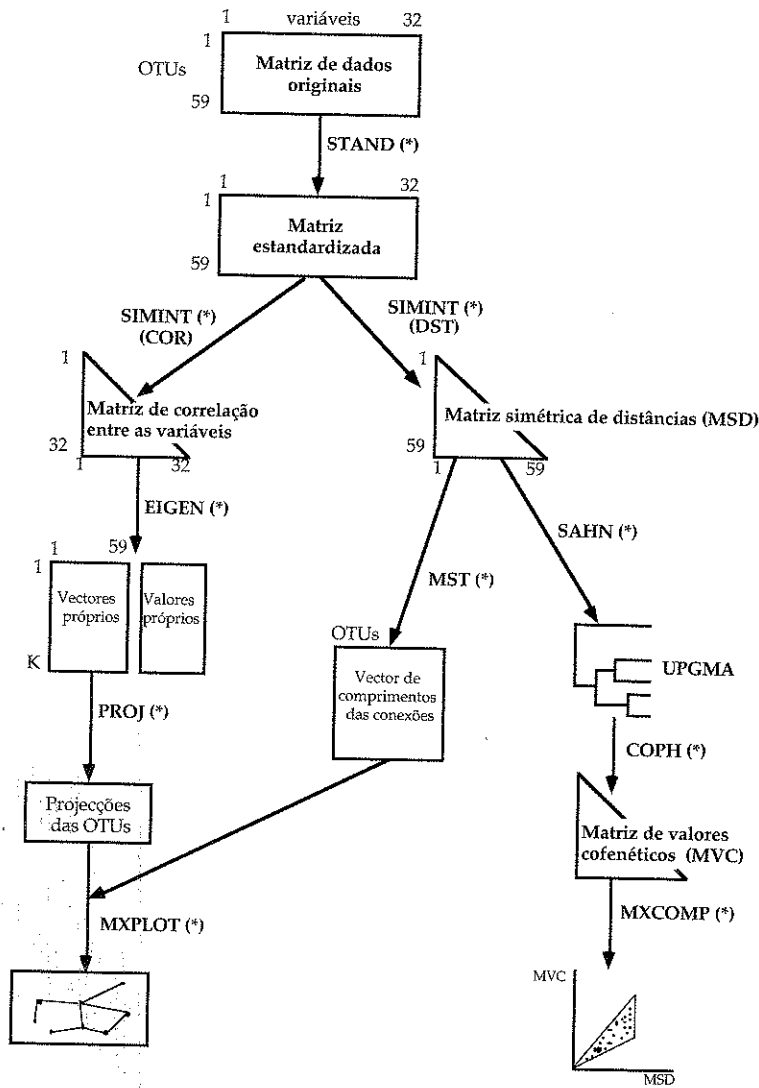 1 variáveis 32
1
OTUs
Matriz de dados
originais
59
STAND (*)
1 32
1
Matriz
estandardizada
59
SIMINT (*)
(COR)
SIMINT (*)
(DST)
1
Matriz de correlação
entre as variáveis
32
1 32
1
Matriz simétrica de distâncias (MSD)
59
1 59
EIGEN (*)
SAHN (*)
MST (*)
1 59
1
Vectores
próprios
Valores
próprios
K
OTUs
Vector de
comprimentos
das conexões
UPGMA
PROJ (*)
COPH (*)
Projecções
das OTUs
Matriz de valores
cofenéticos (MVC)
MXPLOT (*)
MXCOMP (*)
MVC
MSD